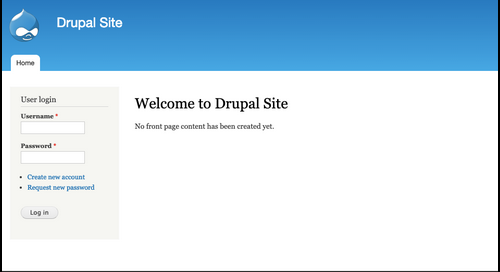 Drupal Site
Home
User login
Username *
Password *
Create new account
Request new password
Log in
Welcome to Drupal Site
No front page content has been created yet.